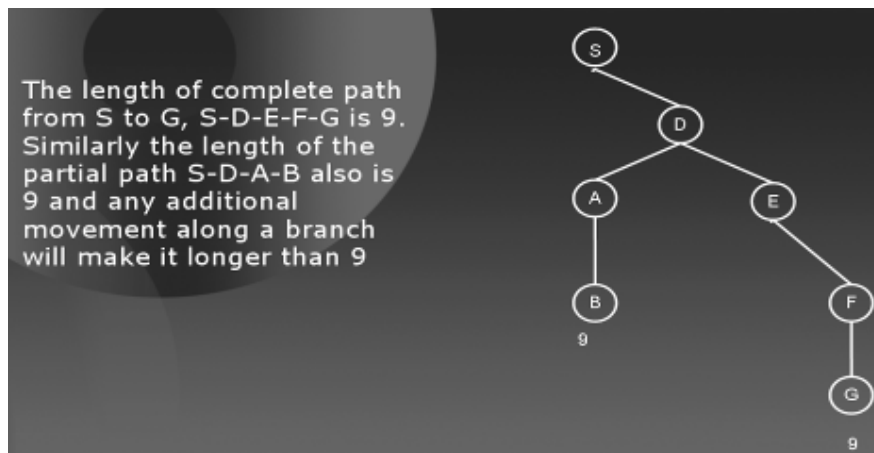 The length of complete path
from S to G, S-D-E-F-G is 9.
Similarly the length of the
partial path S-D-A-B also is
9 and any additional
movement along a branch
will make it longer than 9
S
D
A
E
B
F
9
G
9